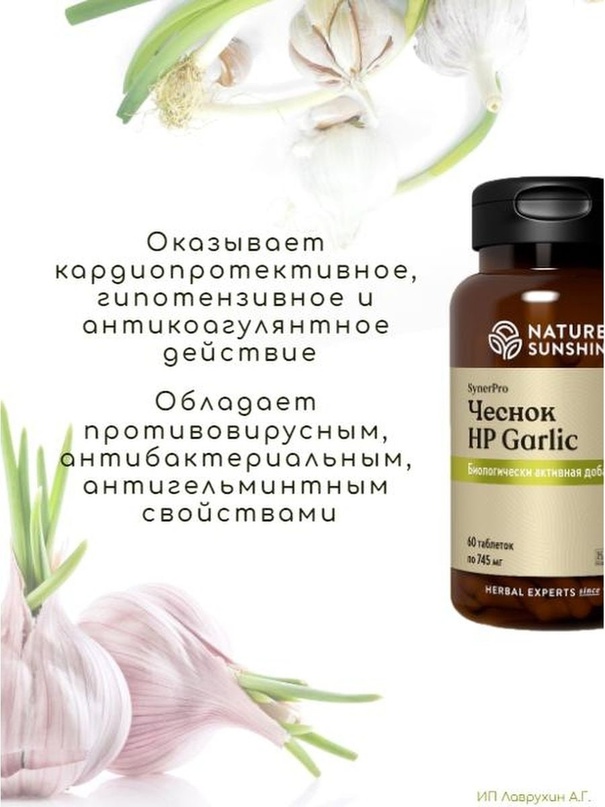 Оказывает
кардиопротективное,
гипотензивное и
антикоагулянтное
действие
Обладает
противовирусным,
антибактериальным,
антигельминтным
свойствами
NATURE
SUNSHIN
SynerPro
Чеснок
HP Garlic
Биологически активная доба
60 таблеток
по 745 мг
HERBAL EXPERTS since
ИП Лаврухин А.Г.